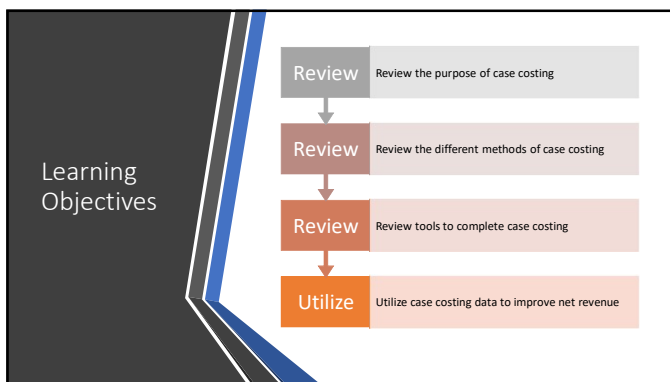 Learning
Objectives
Review
Review the purpose of case costing
Review
Review the different methods of case costing
Review
Review tools to complete case costing
Utilize
Utilize case costing data to improve net revenue